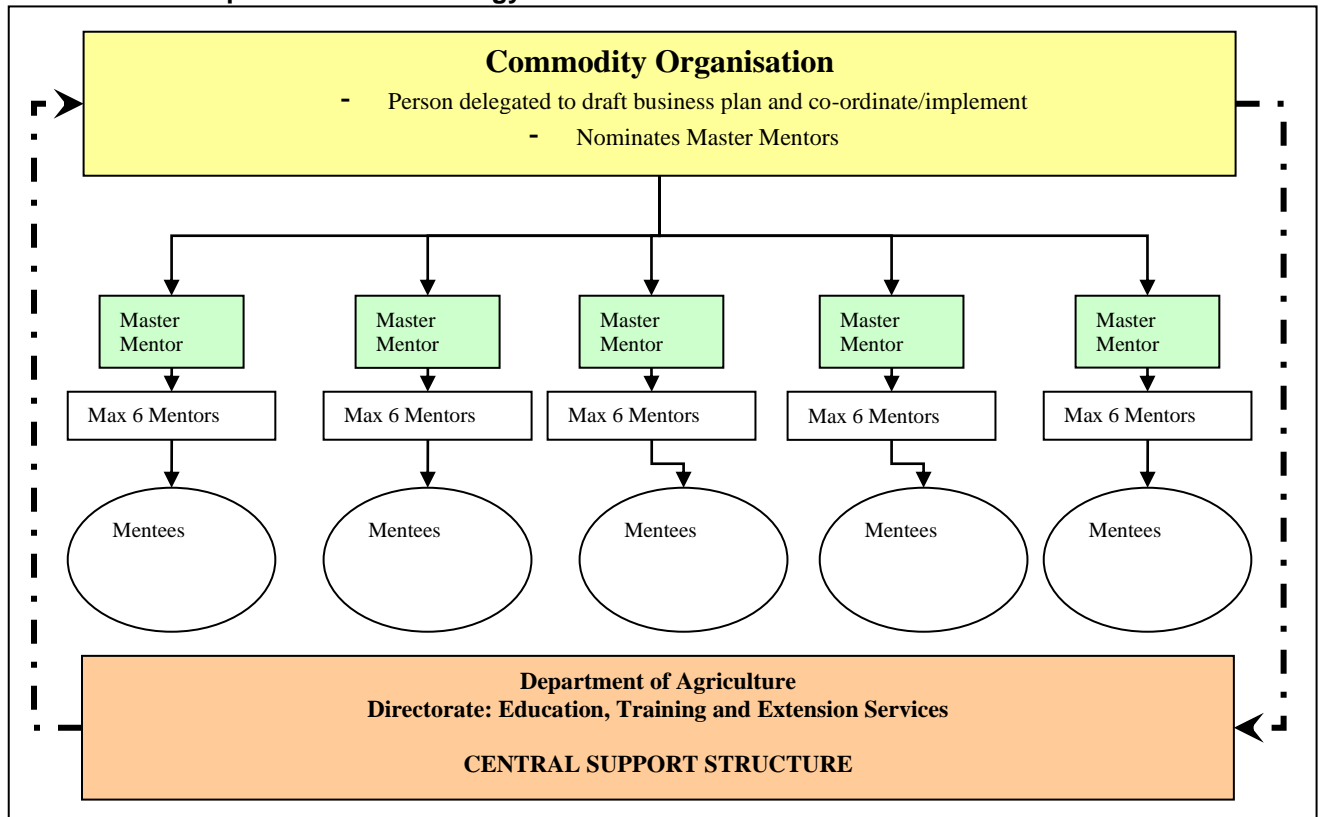 Commodity Organisation
- Person delegated to draft business plan and co-ordinate/implement
- Nominates Master Mentors
Master
Mentor
Master
Mentor
Master
Mentor
Master
Mentor
Master
Mentor
Max 6 Mentors
Max 6 Mentors
Max 6 Mentors
Max 6 Mentors
Max 6 Mentors
Mentees
Mentees
Mentees
Mentees
Mentees
Department of Agriculture
Directorate: Education, Training and Extension Services
CENTRAL SUPPORT STRUCTURE